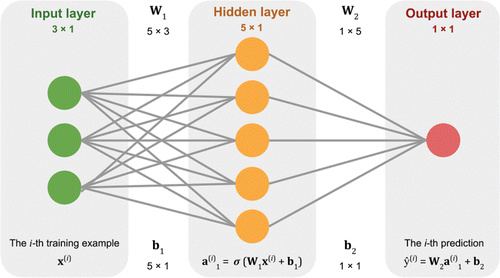 Input layer
3 × 1
W₁
5 × 3
Hidden layer
5 × 1
W₂
1 × 5
Output layer
1 × 1
The i-th training example
x⁽ⁱ⁾
b₁
5 × 1
a⁽ⁱ⁾₁ = σ (W₁x⁽ⁱ⁾ + b₁)
b₂
1 × 1
The i-th prediction
ŷ⁽ⁱ⁾ = W₂a⁽ⁱ⁾₁ + b₂